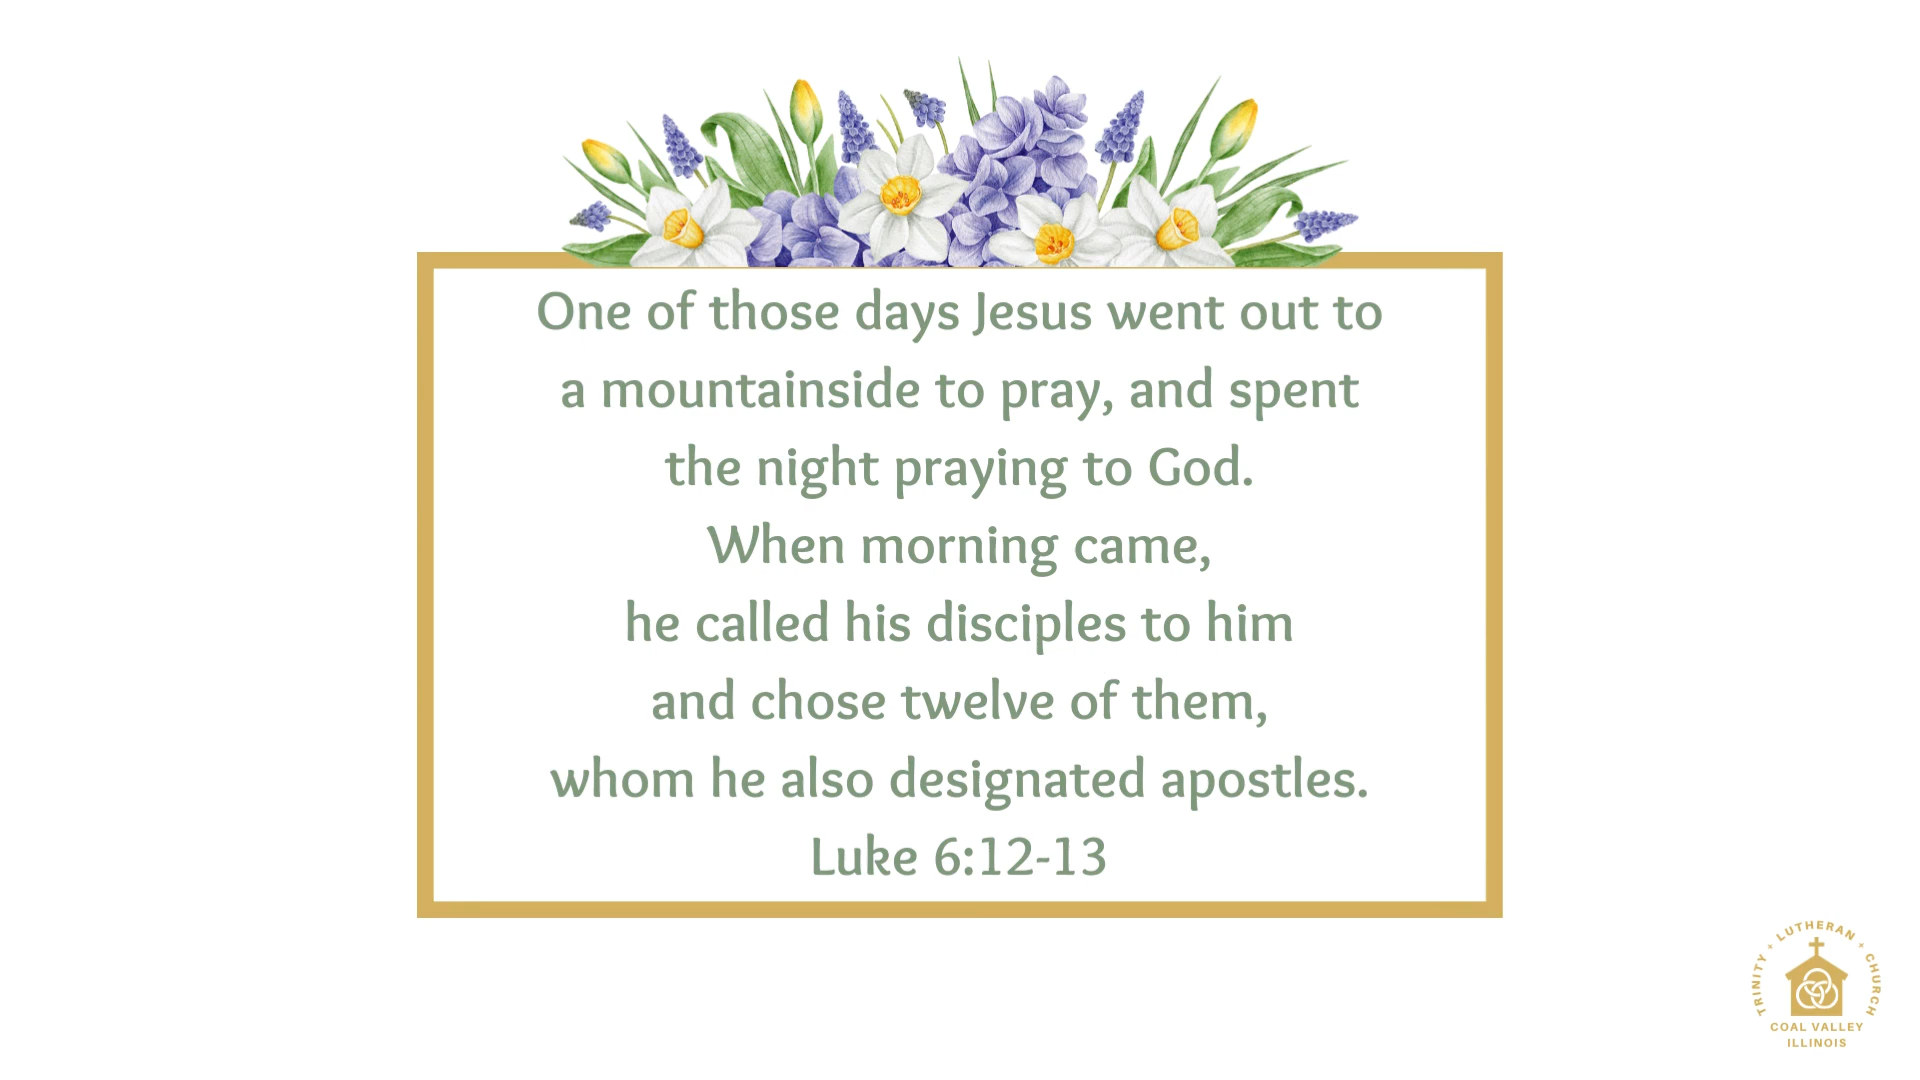 One of those days Jesus went out to
a mountainside to pray, and spent
the night praying to God.
When morning came,
he called his disciples to him
and chose twelve of them,
whom he also designated apostles.
Luke 6:12-13
TRINITY + LUTHERAN + CHURCH
COAL VALLEY
ILLINOIS